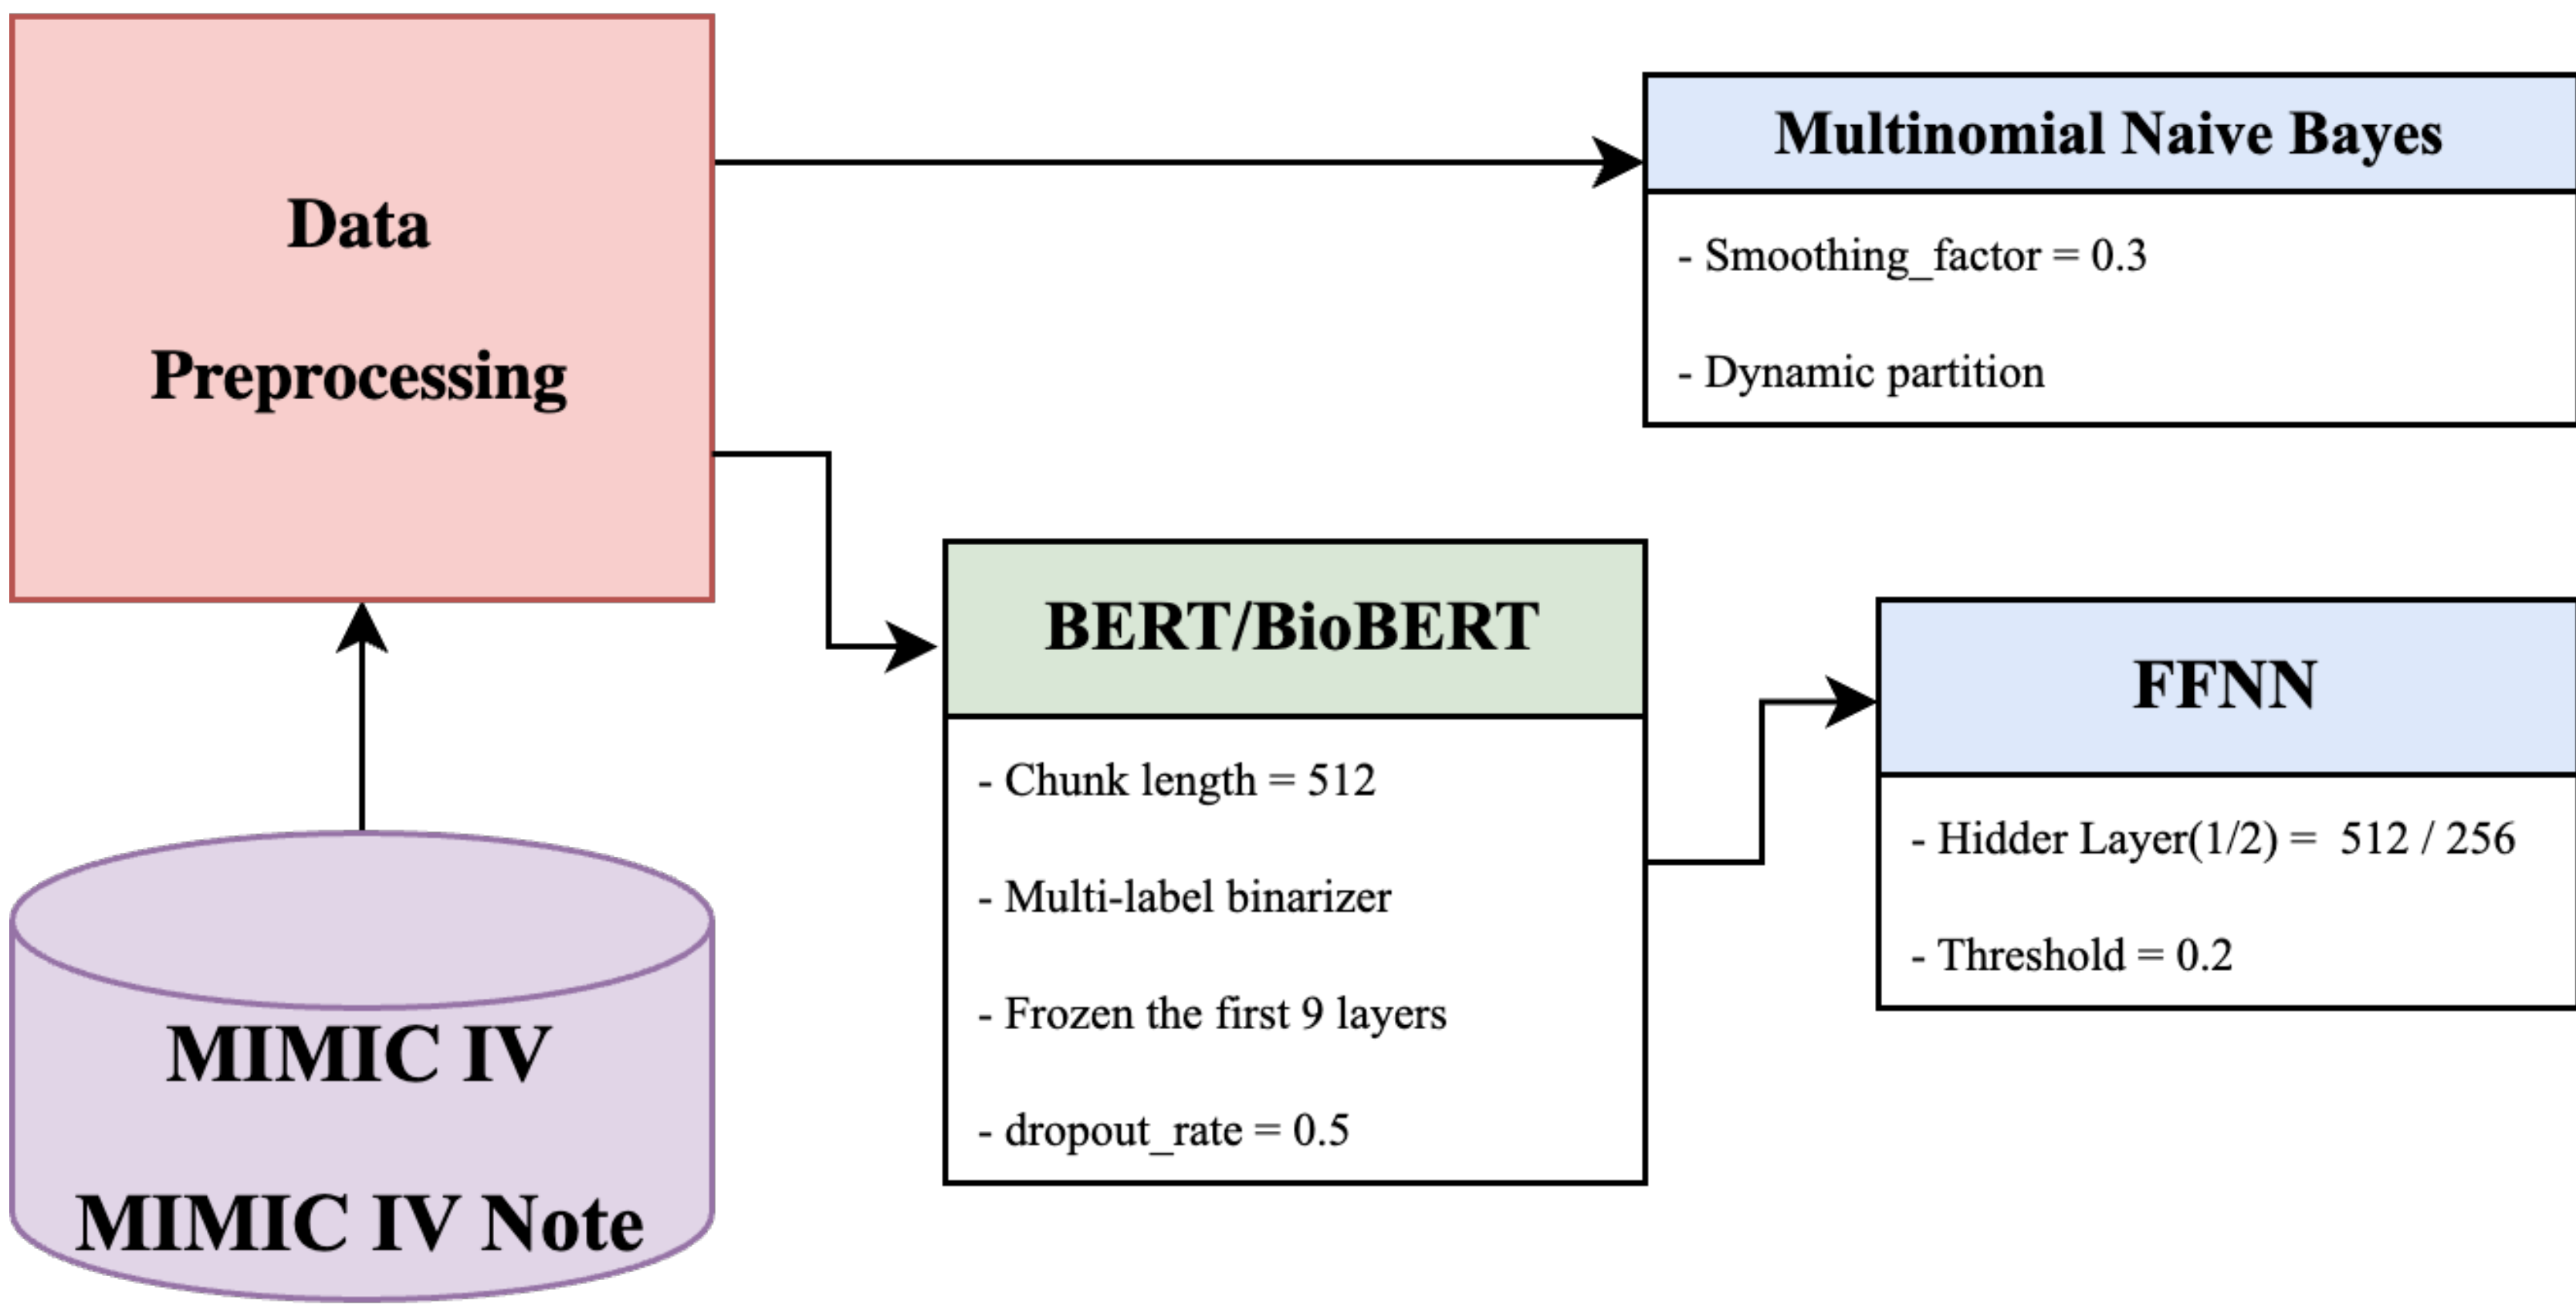 Data
Preprocessing
MIMIC IV
MIMIC IV Note
Multinomial Naive Bayes
- Smoothing_factor = 0.3
- Dynamic partition
BERT/BioBERT
- Chunk length = 512
- Multi-label binarizer
- Frozen the first 9 layers
- dropout_rate = 0.5
FFNN
- Hidder Layer(1/2) = 512 / 256
- Threshold = 0.2